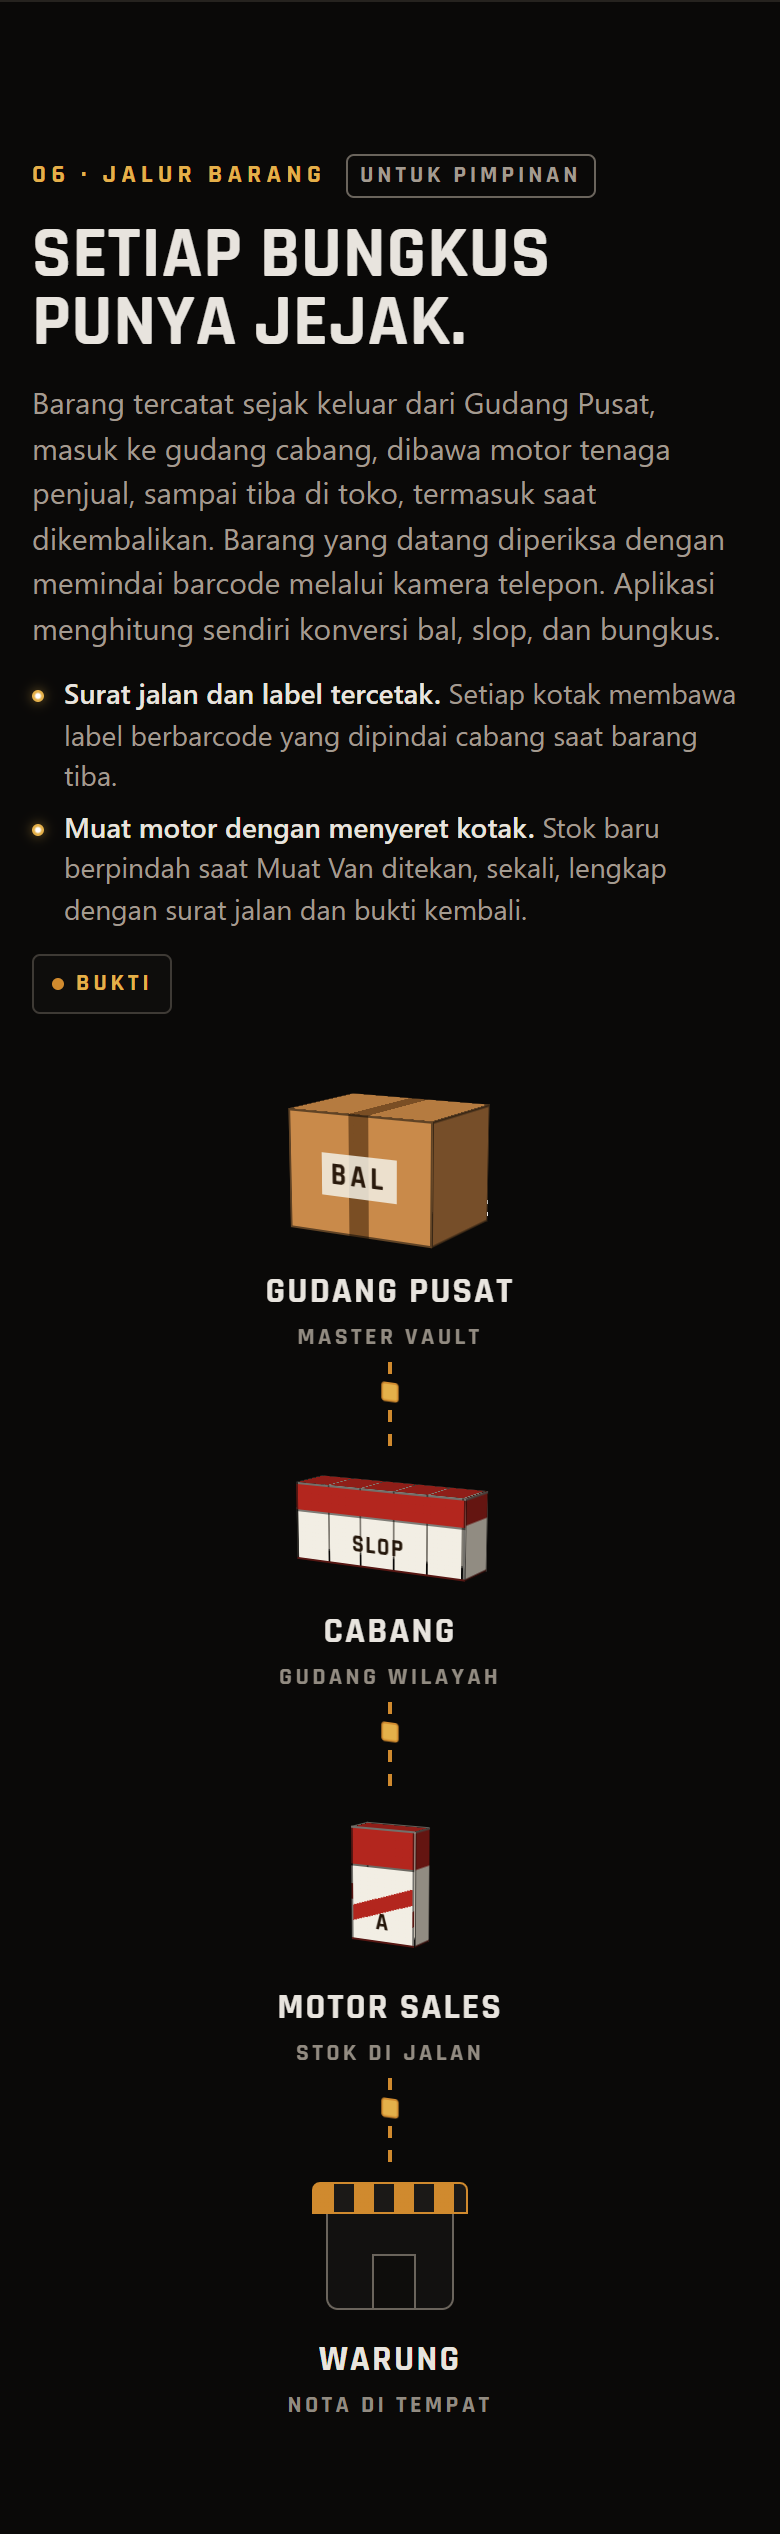 06 · JALUR BARANG UNTUK PIMPINAN
SETIAP BUNGKUS
PUNYA JEJAK.
Barang tercatat sejak keluar dari Gudang Pusat,
masuk ke gudang cabang, dibawa motor tenaga
penjual, sampai tiba di toko, termasuk saat
dikembalikan. Barang yang datang diperiksa dengan
memindai barcode melalui kamera telepon. Aplikasi
menghitung sendiri konversi bal, slop, dan bungkus.
Surat jalan dan label tercetak. Setiap kotak membawa
label berbarcode yang dipindai cabang saat barang
tiba.
Muat motor dengan menyeret kotak. Stok baru
berpindah saat Muat Van ditekan, sekali, lengkap
dengan surat jalan dan bukti kembali.
BUKTI
BAL
GUDANG PUSAT
MASTER VAULT
SLOP
CABANG
GUDANG WILAYAH
A
MOTOR SALES
STOK DI JALAN
WARUNG
NOTA DI TEMPAT